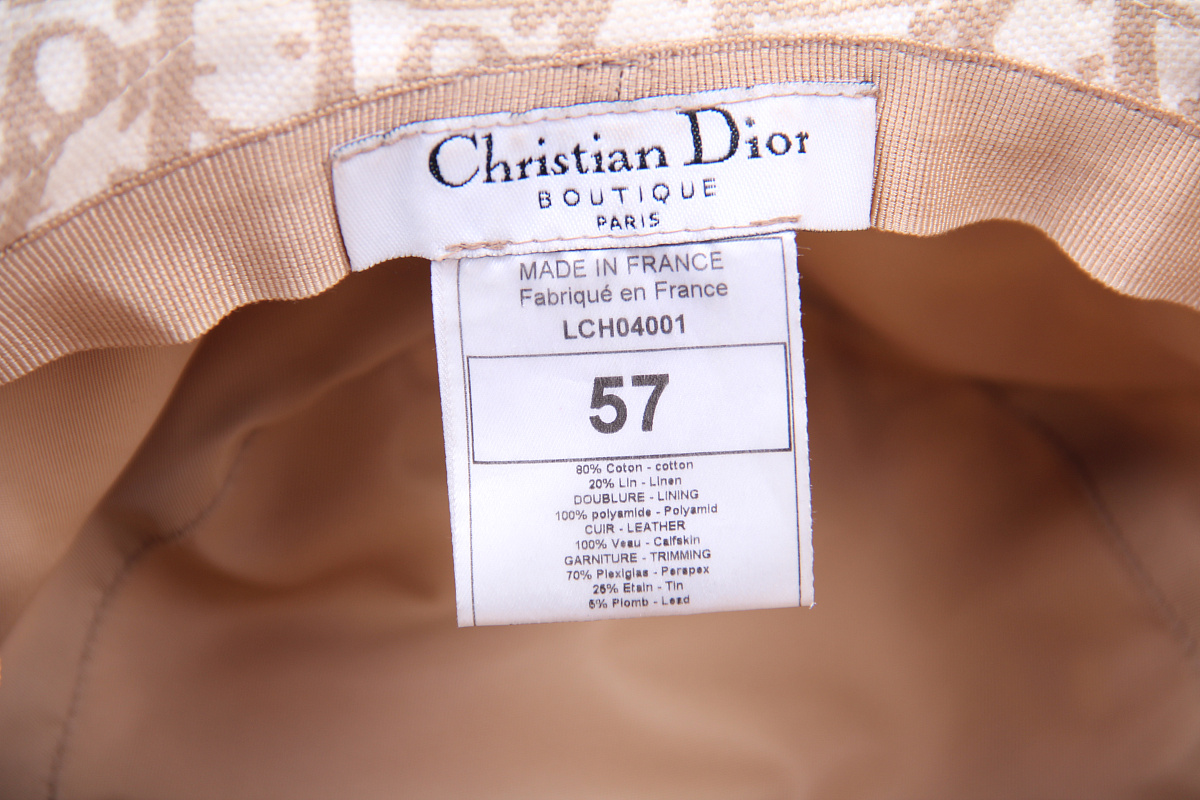 Christian Dior
BOUTIQUE
PARIS
MADE IN FRANCE
Fabriqué en France
LCH04001
57
80% Coton - cotton
20% Lin - Linen
DOUBLURE - LINING
100% polyamide - Polyamid
CUIR - LEATHER
100% Veau - Calfskin
GARNITURE - TRIMMING
70% Plexiglas - Perspex
25% Etain - Tin
5% Plomb - Lead